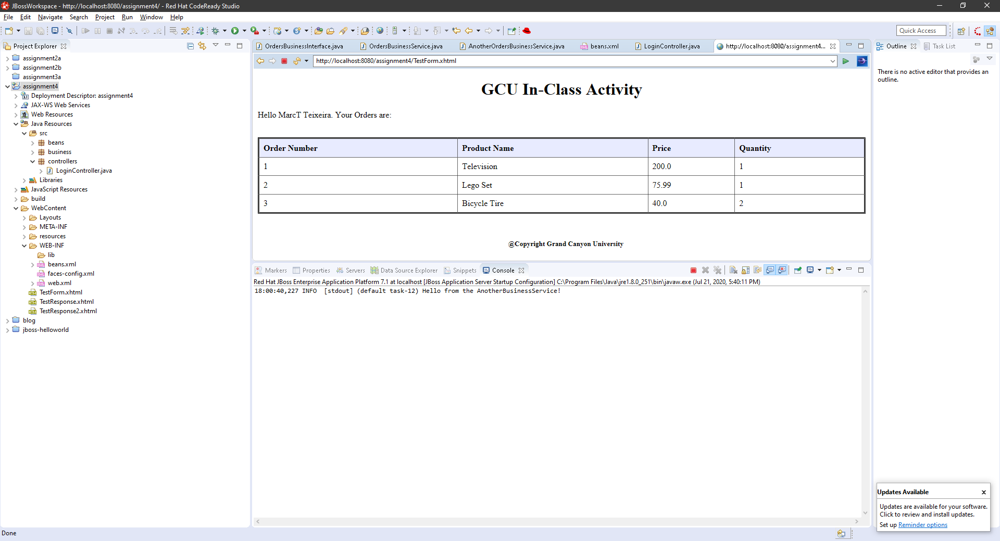 JBossWorkspace - http://localhost:8080/assignment4/ - Red Hat CodeReady Studio
File Edit Navigate Search Project Run Window Help
Quick Access
Project Explorer
assignment2a
assignment2b
assignment3a
assignment4
Deployment Descriptor: assignment4
JAX-WS Web Services
Web Resources
Java Resources
src
beans
business
controllers
LoginController.java
Libraries
JavaScript Resources
build
WebContent
Layouts
META-INF
resources
WEB-INF
lib
beans.xml
faces-config.xml
web.xml
TestForm.xhtml
TestResponse.xhtml
TestResponse2.xhtml
blog
jboss-helloworld
OrdersBusinessInterface.java OrdersBusinessService.java AnotherOrdersBusinessService.java beans.xml LoginController.java http://localhost:8080/assignment4...
http://localhost:8080/assignment4/TestForm.xhtml
GCU In-Class Activity
Hello MarcT Teixeira. Your Orders are:
Order Number Product Name Price Quantity
1 Television 200.0 1
2 Lego Set 75.99 1
3 Bicycle Tire 40.0 2
@Copyright Grand Canyon University
Markers Properties Servers Data Source Explorer Snippets Console
Red Hat JBoss Enterprise Application Platform 7.1 at localhost [JBoss Application Server Startup Configuration] C:\Program Files\Java\jre1.8.0_251\bin\javaw.exe (Jul 21, 2020, 5:40:11 PM)
18:00:40,227 INFO  [stdout] (default task-12) Hello from the AnotherBusinessService!
Outline Task List
There is no active editor that provides an
outline.
Updates Available
Updates are available for your software.
Click to review and install updates.
Set up Reminder options
Done